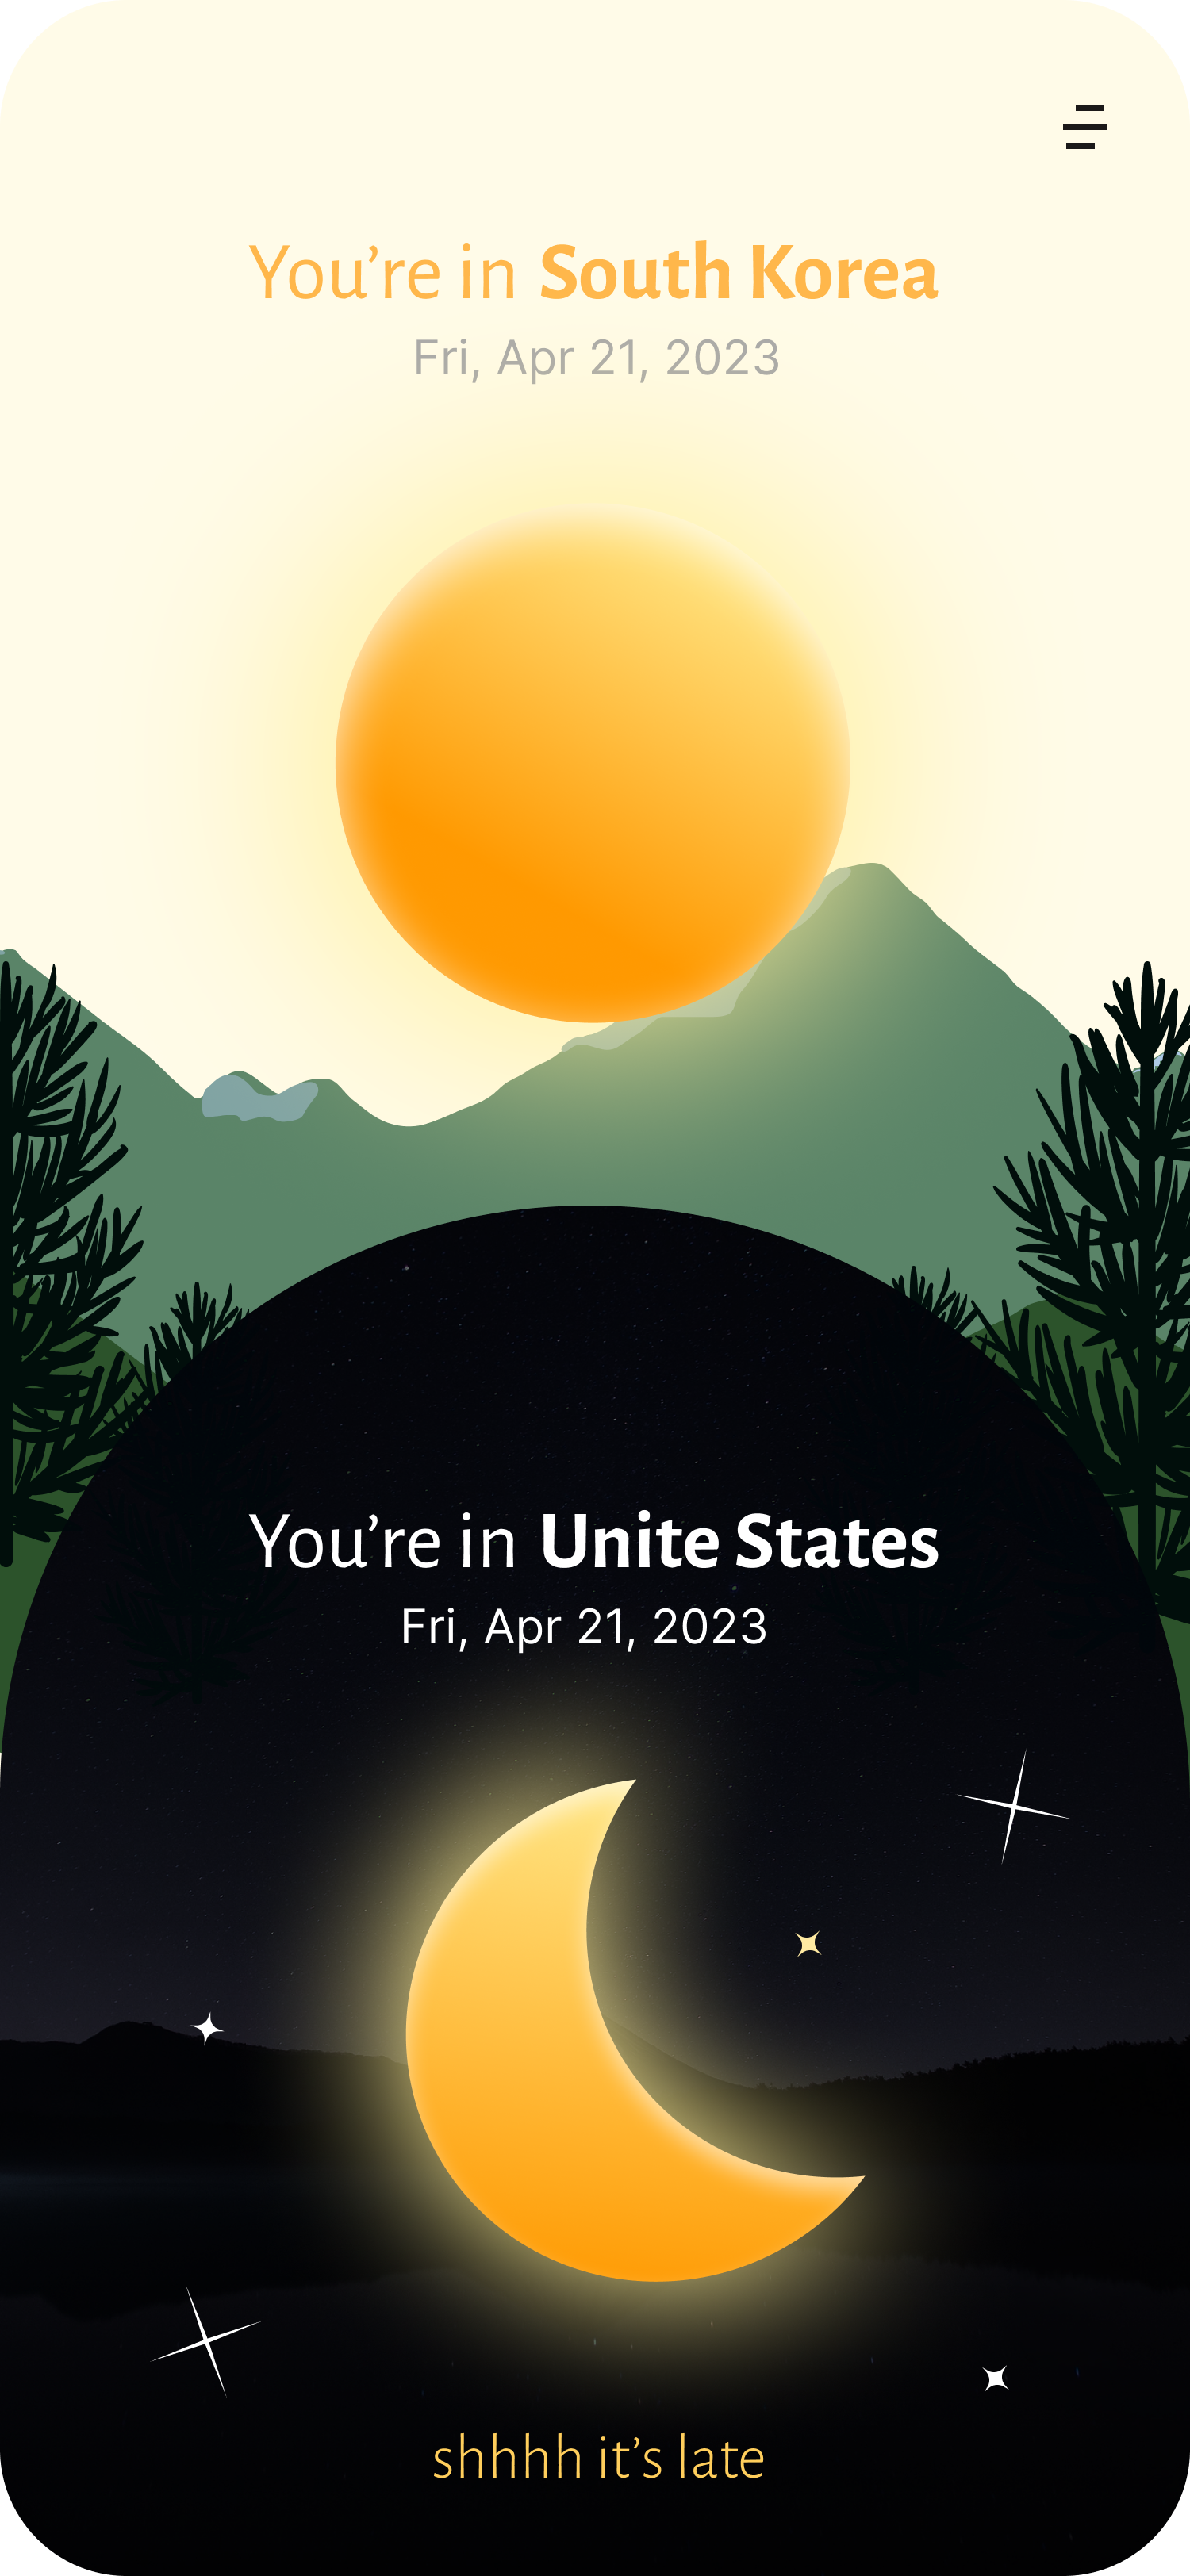 You’re in South Korea
Fri, Apr 21, 2023
You’re in Unite States
Fri, Apr 21, 2023
shhhh it’s late